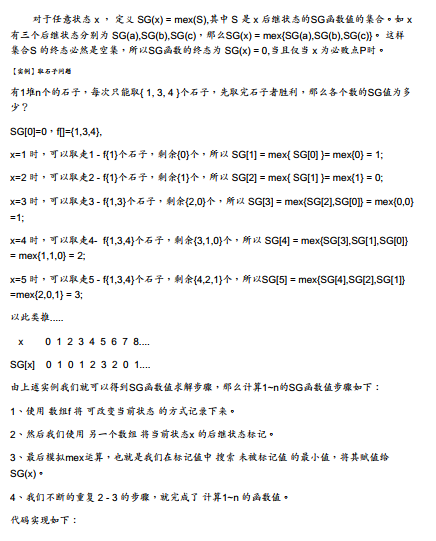 对于任意状态 x ， 定义 SG(x) = mex(S),其中 S 是 x 后继状态的SG函数值的集合。如 x
有三个后继状态分别为 SG(a),SG(b),SG(c)，那么SG(x) = mex{SG(a),SG(b),SG(c)}。 这样
集合S 的终态必然是空集，所以SG函数的终态为 SG(x) = 0,当且仅当 x 为必败点P时。
【实例】取石子问题
有1堆n个的石子，每次只能取{ 1, 3, 4 }个石子，先取完石子者胜利，那么各个数的SG值为多
少？
SG[0]=0，f[]={1,3,4},
x=1 时，可以取走1 - f{1}个石子，剩余{0}个，所以 SG[1] = mex{ SG[0] }= mex{0} = 1;
x=2 时，可以取走2 - f{1}个石子，剩余{1}个，所以 SG[2] = mex{ SG[1] }= mex{1} = 0;
x=3 时，可以取走3 - f{1,3}个石子，剩余{2,0}个，所以 SG[3] = mex{SG[2],SG[0]} = mex{0,0}
=1;
x=4 时，可以取走4- f{1,3,4}个石子，剩余{3,1,0}个，所以 SG[4] = mex{SG[3],SG[1],SG[0]}
= mex{1,1,0} = 2;
x=5 时，可以取走5 - f{1,3,4}个石子，剩余{4,2,1}个，所以SG[5] = mex{SG[4],SG[2],SG[1]}
=mex{2,0,1} = 3;
以此类推.....
x 0 1 2 3 4 5 6 7 8....
SG[x] 0 1 0 1 2 3 2 0 1....
由上述实例我们就可以得到SG函数值求解步骤，那么计算1~n的SG函数值步骤如下：
1、使用 数组f 将 可改变当前状态 的方式记录下来。
2、然后我们使用 另一个数组 将当前状态x 的后继状态标记。
3、最后模拟mex运算，也就是我们在标记值中 搜索 未被标记值 的最小值，将其赋值给
SG(x)。
4、我们不断的重复 2 - 3 的步骤，就完成了 计算1~n 的函数值。
代码实现如下：